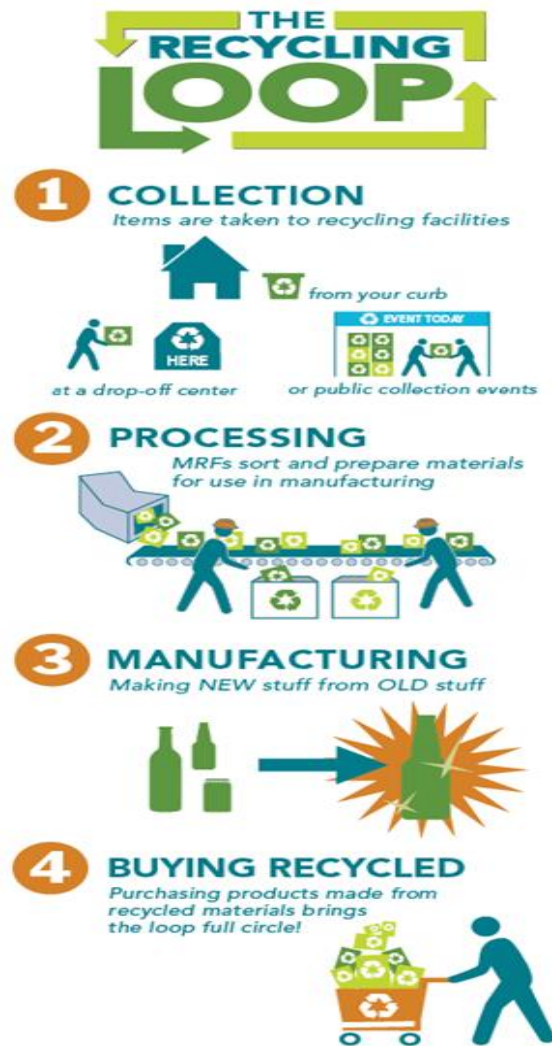 THE
RECYCLING
LOOP
1 COLLECTION
Items are taken to recycling facilities
from your curb
HERE
EVENT TODAY
at a drop-off center
or public collection events
2 PROCESSING
MRFs sort and prepare materials
for use in manufacturing
3 MANUFACTURING
Making NEW stuff from OLD stuff
4 BUYING RECYCLED
Purchasing products made from
recycled materials brings
the loop full circle!